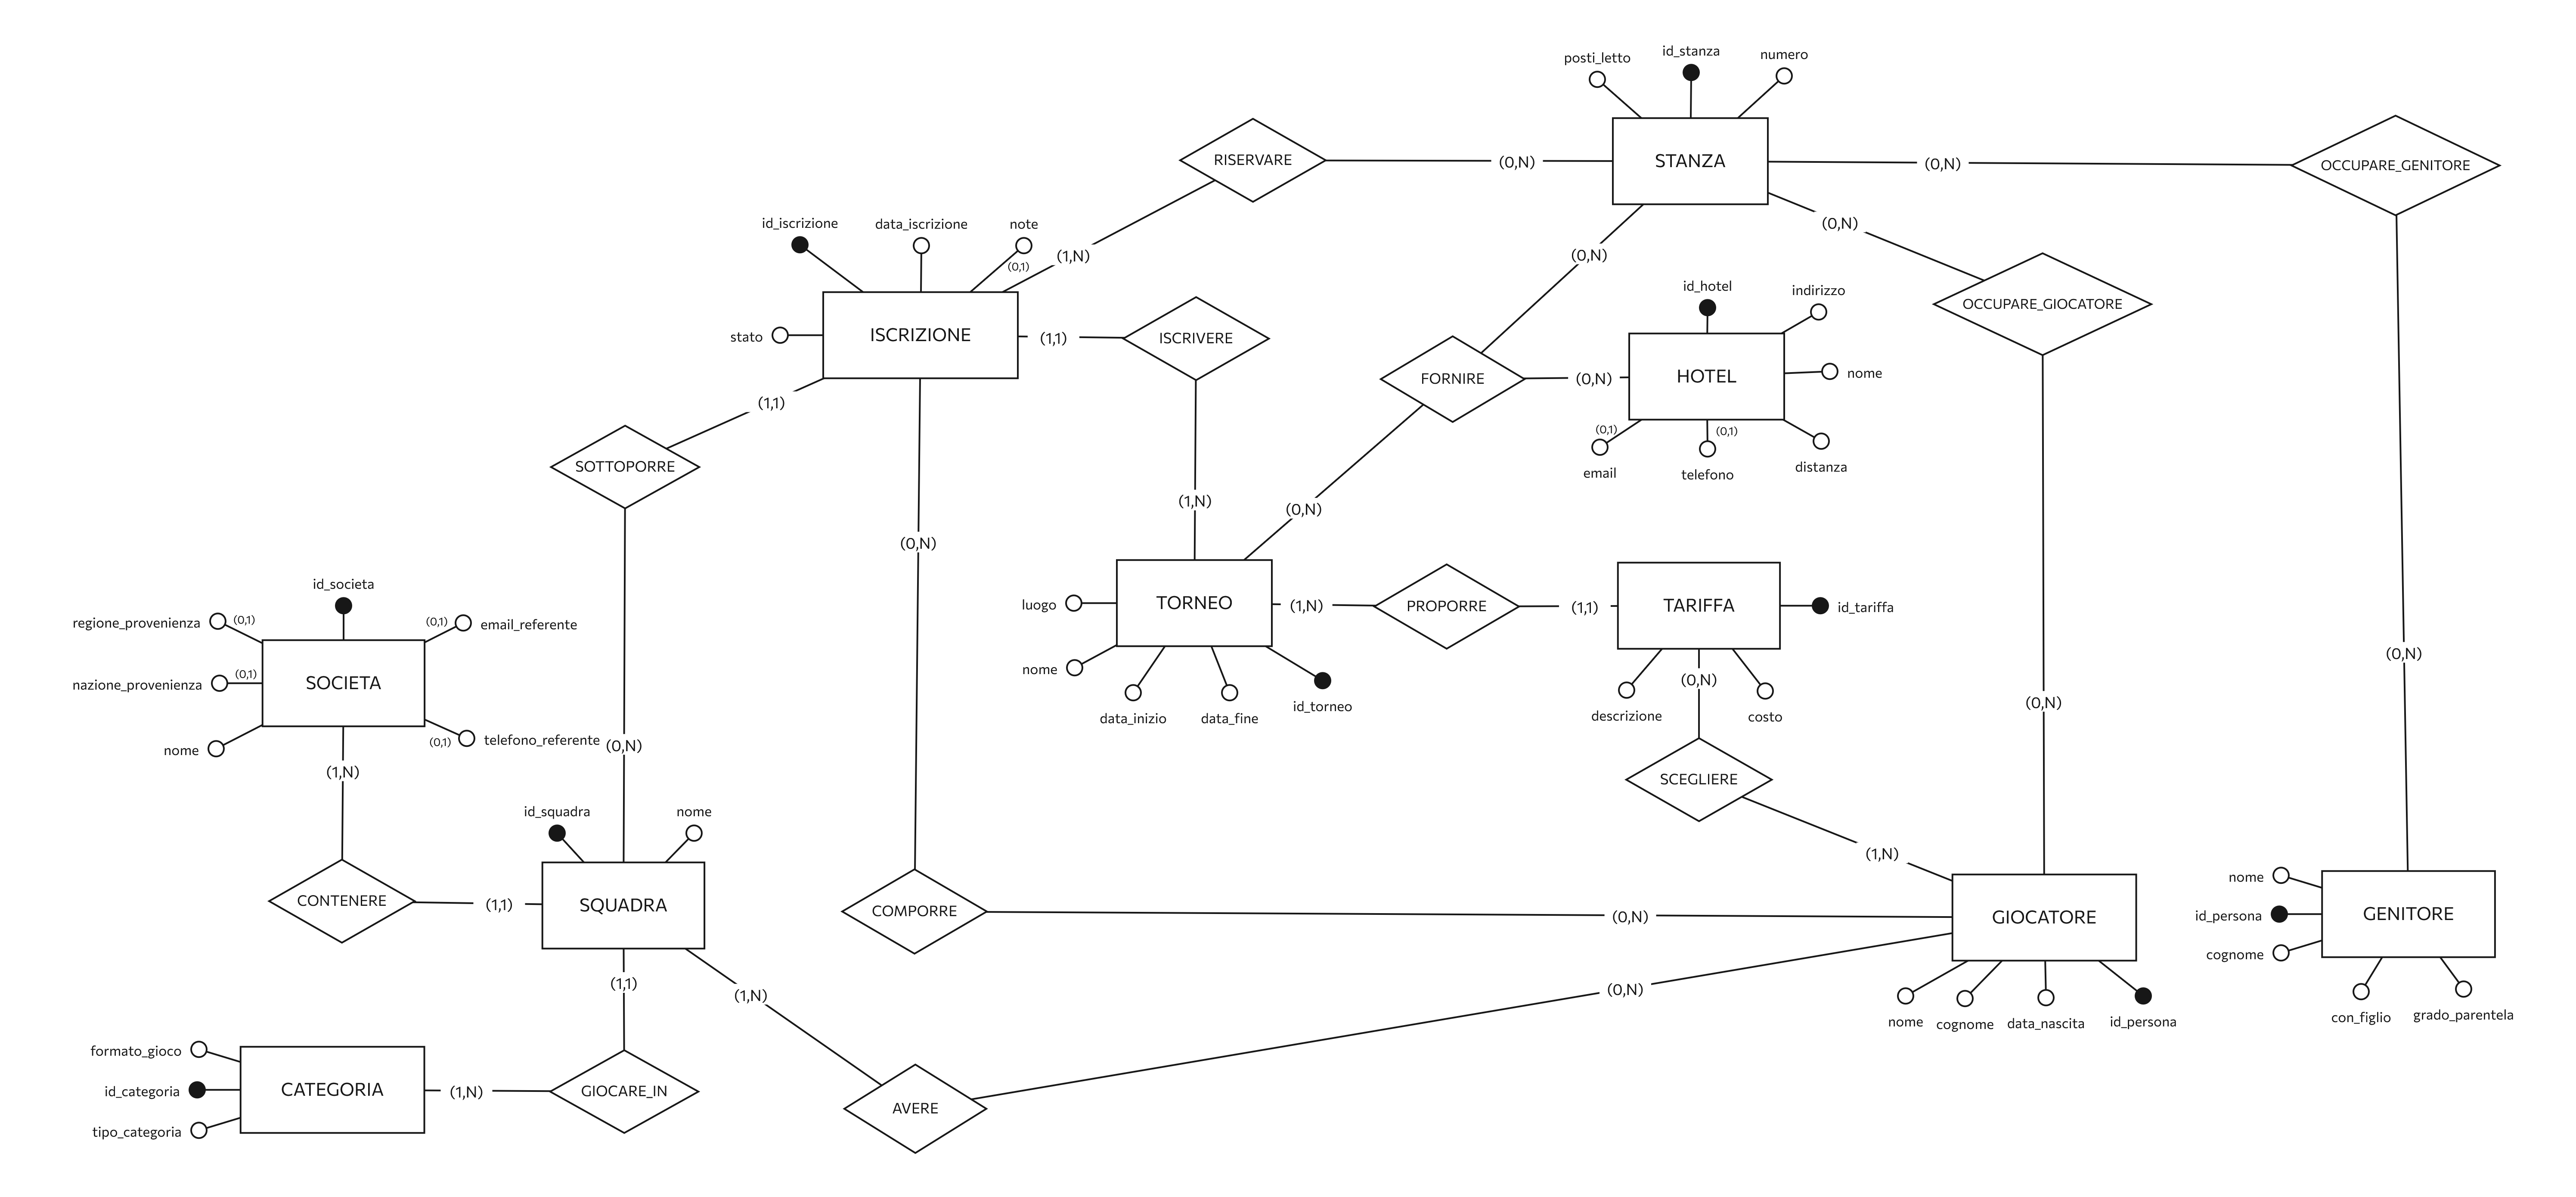 id_stanza
posti_letto
numero
STANZA
RISERVARE
(0,N)
(0,N)
OCCUPARE_GENITORE
id_iscrizione
data_iscrizione
note
(0,1)
(1,N)
(0,N)
(0,N)
stato
ISCRIZIONE
(1,1)
ISCRIVERE
OCCUPARE_GIOCATORE
id_hotel
indirizzo
FORNIRE
(0,N)
HOTEL
nome
(0,1)
(0,1)
email
telefono
distanza
(1,1)
SOTTOPORRE
(1,N)
(0,N)
(0,N)
id_societa
regione_provenienza
(0,1)
(0,1)
email_referente
nazione_provenienza
(0,1)
SOCIETA
nome
(0,1)
telefono_referente
(0,N)
(1,N)
luogo
TORNEO
(1,N)
PROPORRE
(1,1)
TARIFFA
id_tariffa
nome
data_inizio
data_fine
id_torneo
(0,N)
descrizione
costo
(0,N)
(0,N)
SCEGLIERE
(1,N)
id_squadra
nome
CONTENERE
(1,1)
SQUADRA
COMPORRE
(0,N)
GIOCATORE
nome
id_persona
cognome
GENITORE
(1,1)
(1,N)
(0,N)
nome
cognome
data_nascita
id_persona
con_figlio
grado_parentela
formato_gioco
id_categoria
tipo_categoria
CATEGORIA
(1,N)
GIOCARE_IN
AVERE